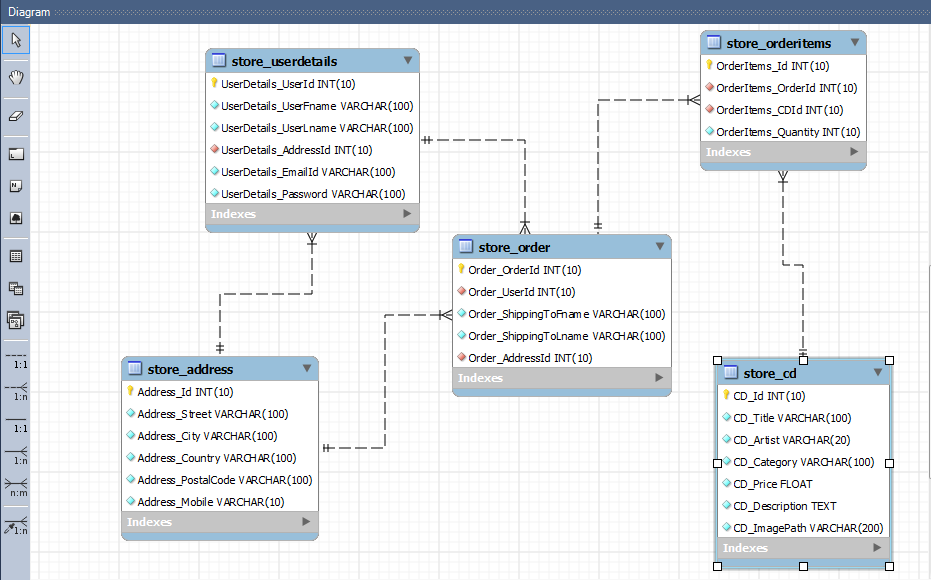 Diagram
store_userdetails
UserDetails_UserId INT(10)
UserDetails_UserFname VARCHAR(100)
UserDetails_UserLname VARCHAR(100)
UserDetails_AddressId INT(10)
UserDetails_EmailId VARCHAR(100)
UserDetails_Password VARCHAR(100)
Indexes
store_orderitems
OrderItems_Id INT(10)
OrderItems_OrderId INT(10)
OrderItems_CDId INT(10)
OrderItems_Quantity INT(10)
Indexes
store_order
Order_OrderId INT(10)
Order_UserId INT(10)
Order_ShippingToFname VARCHAR(100)
Order_ShippingToLname VARCHAR(100)
Order_AddressId INT(10)
Indexes
store_address
Address_Id INT(10)
Address_Street VARCHAR(100)
Address_City VARCHAR(100)
Address_Country VARCHAR(100)
Address_PostalCode VARCHAR(100)
Address_Mobile VARCHAR(10)
Indexes
store_cd
CD_Id INT(10)
CD_Title VARCHAR(100)
CD_Artist VARCHAR(20)
CD_Category VARCHAR(100)
CD_Price FLOAT
CD_Description TEXT
CD_ImagePath VARCHAR(200)
Indexes
1:1
1:n
1:1
1:n
n:m
1:n